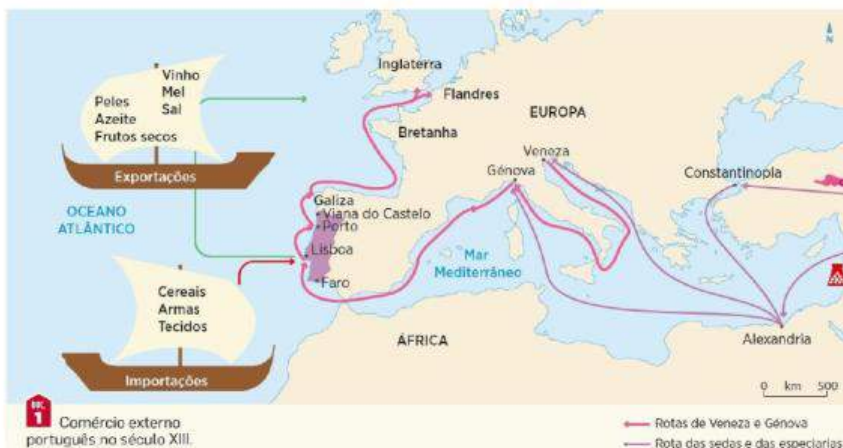 Inglaterra
Flandres
EUROPA
Bretanha
Vinho
Mel
Sal
Peles
Azeite
Frutos secos
Exportações
OCEANO
ATLÂNTICO
Galiza
Viana do Castelo
Porto
Lisboa
Faro
Veneza
Génova
Constantinopla
Mar
Mediterrâneo
ÁFRICA
Alexandria
Cereais
Armas
Tecidos
Importações
N
0 km 500
DOC.
1 Comércio externo
português no século XIII.
Rotas de Veneza e Génova
Rota das sedas e das especiarias